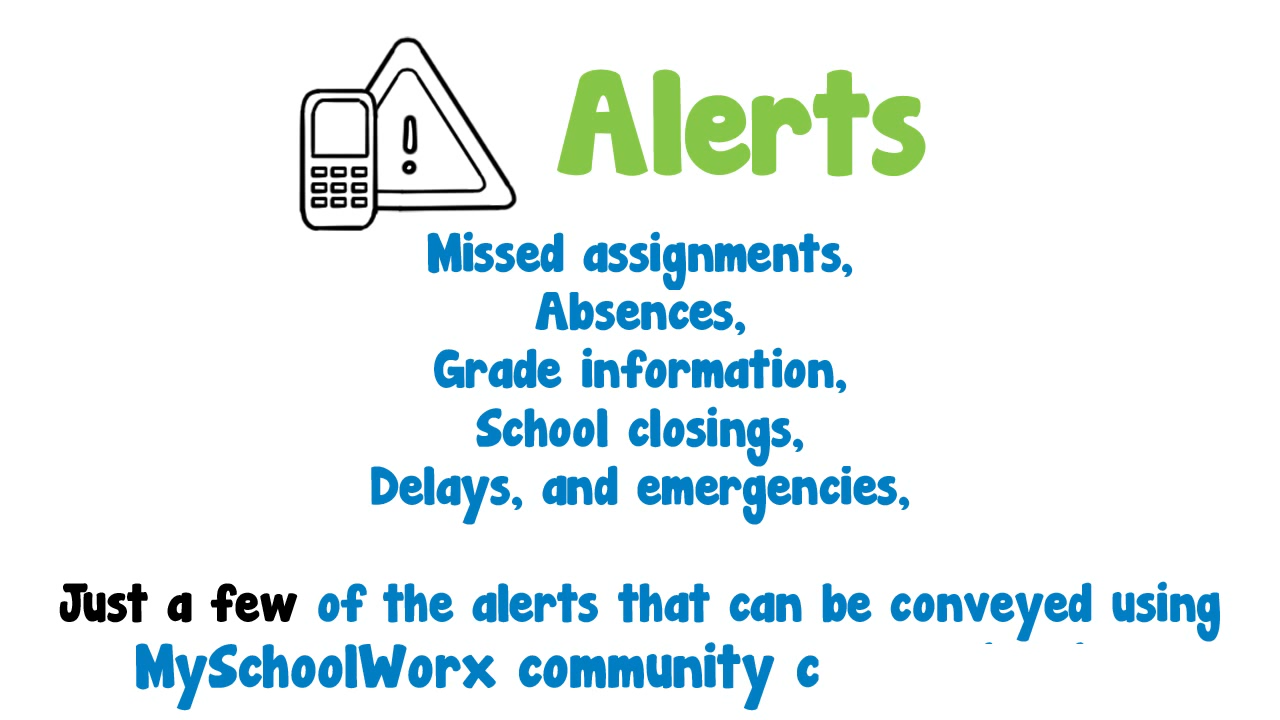 Alerts
Missed assignments,
Absences,
Grade information,
School closings,
Delays, and emergencies,
Just a few of the alerts that can be conveyed using
MySchoolWorx community c